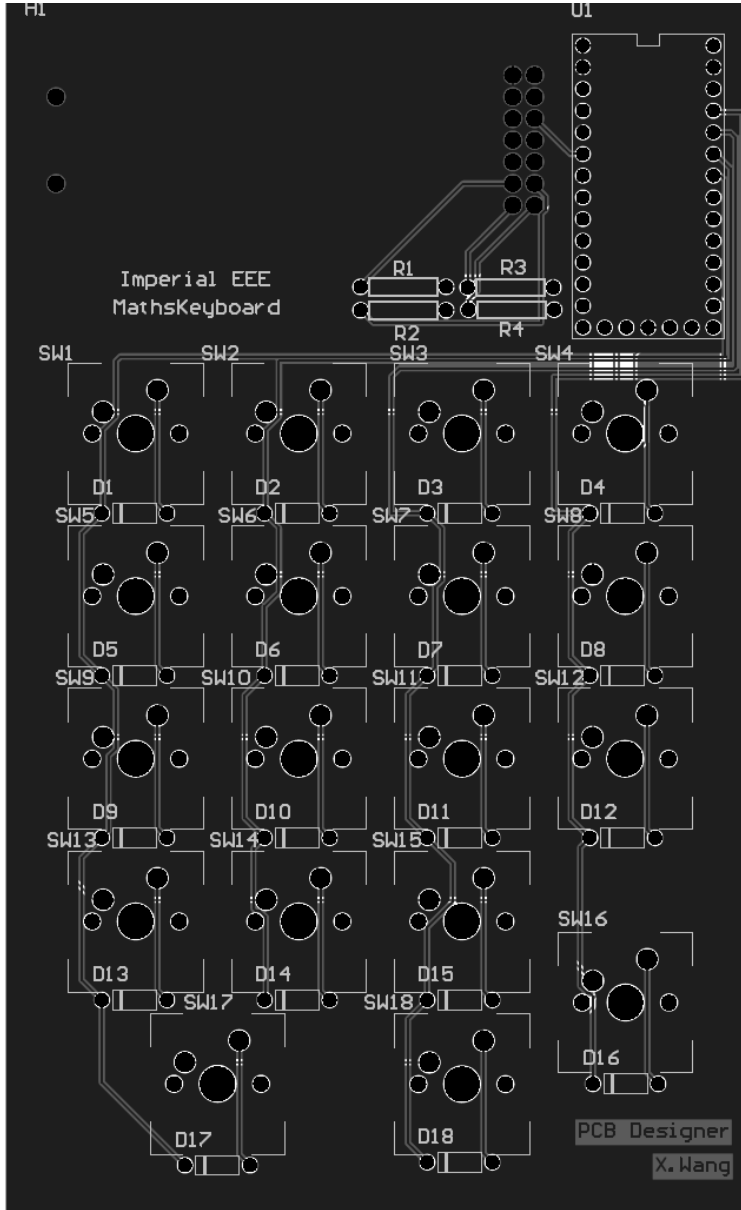 H1
U1
R1
R3
Imperial EEE
MathsKeyboard
R2
R4
SW1
SW2
SW3
SW4
D1
D2
D3
D4
SW5
SW6
SW7
SW8
D5
D6
D7
D8
SW9
SW10
SW11
SW12
D9
D10
D11
D12
SW13
SW14
SW15
SW16
D13
D14
D15
SW17
SW18
D16
D17
D18
PCB Designer
X.Wang